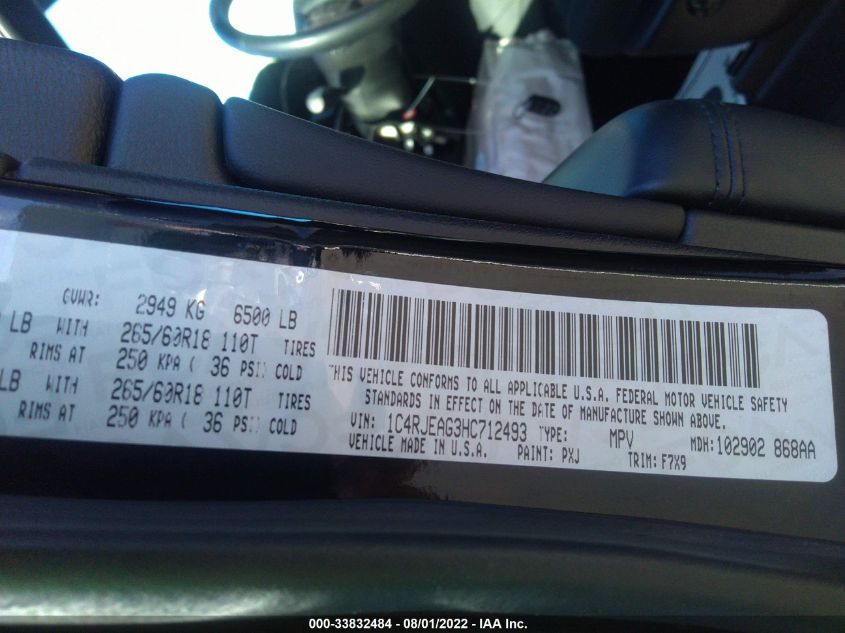 GVWR: 2949 KG 6500 LB
LB WITH 265/60R18 110T TIRES
RIMS AT 250 KPA ( 36 PSI) COLD
LB WITH 265/60R18 110T TIRES
RIMS AT 250 KPA ( 36 PSI) COLD
THIS VEHICLE CONFORMS TO ALL APPLICABLE U.S.A. FEDERAL MOTOR VEHICLE SAFETY
STANDARDS IN EFFECT ON THE DATE OF MANUFACTURE SHOWN ABOVE.
VIN: 1C4RJEAG3HC712493 TYPE: MPV MDH: 102902 868AA
VEHICLE MADE IN U.S.A. PAINT: PXJ TRIM: F7X9
000-33832484 - 08/01/2022 - IAA Inc.